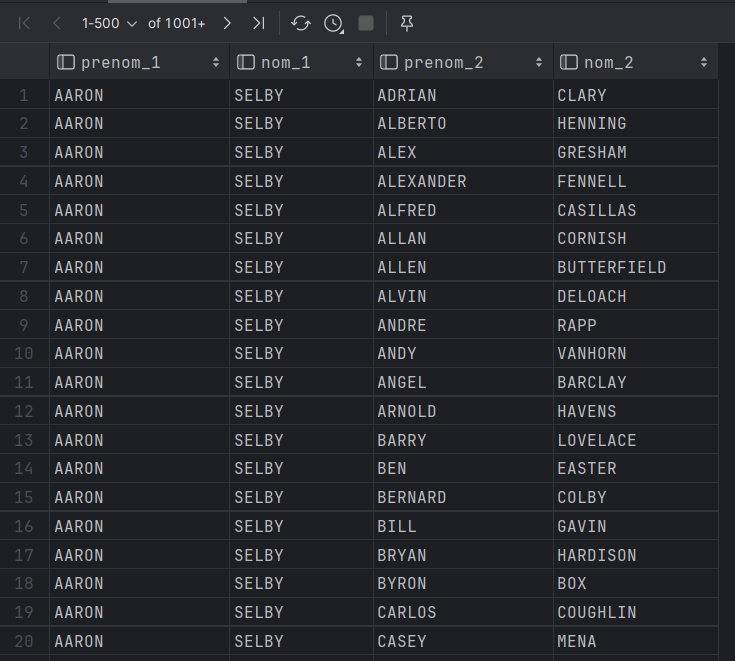 1-500 of 1001+
prenom_1 nom_1 prenom_2 nom_2
1 AARON SELBY ADRIAN CLARY
2 AARON SELBY ALBERTO HENNING
3 AARON SELBY ALEX GRESHAM
4 AARON SELBY ALEXANDER FENNELL
5 AARON SELBY ALFRED CASILLAS
6 AARON SELBY ALLAN CORNISH
7 AARON SELBY ALLEN BUTTERFIELD
8 AARON SELBY ALVIN DELOACH
9 AARON SELBY ANDRE RAPP
10 AARON SELBY ANDY VANHORN
11 AARON SELBY ANGEL BARCLAY
12 AARON SELBY ARNOLD HAVENS
13 AARON SELBY BARRY LOVELACE
14 AARON SELBY BEN EASTER
15 AARON SELBY BERNARD COLBY
16 AARON SELBY BILL GAVIN
17 AARON SELBY BRYAN HARDISON
18 AARON SELBY BYRON BOX
19 AARON SELBY CARLOS COUGHLIN
20 AARON SELBY CASEY MENA